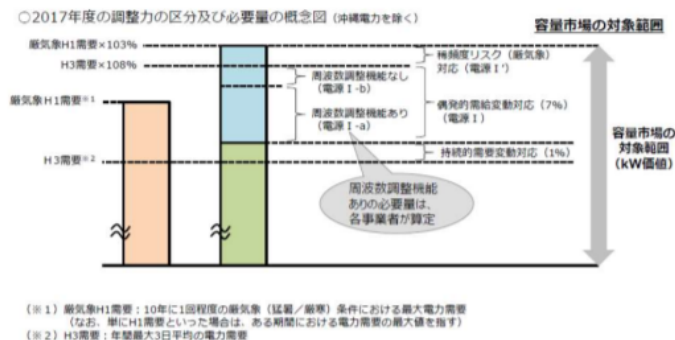 ○2017年度の調整力の区分及び必要量の概念図（沖縄電力を除く）
容量市場の対象範囲
厳気象H1需要×103%
稀頻度リスク（厳気象）
対応（電源Ⅰ’）
H3需要×108%
周波数調整機能なし
（電源Ⅰ-b）
厳気象H1需要※1
周波数調整機能あり
（電源Ⅰ-a）
偶発的需給変動対応（7%）
（電源Ⅰ）
容量市場の
対象範囲
（kW価値）
持続的需要変動対応（1%）
H3需要※2
周波数調整機能
ありの必要量は、
各事業者が算定
（※１）厳気象H1需要：10年に1回程度の厳気象（猛暑／厳寒）条件における最大電力需要
（なお、単にH1需要といった場合は、ある期間における電力需要の最大値を指す）
（※２）H3需要：年間最大3日平均の電力需要